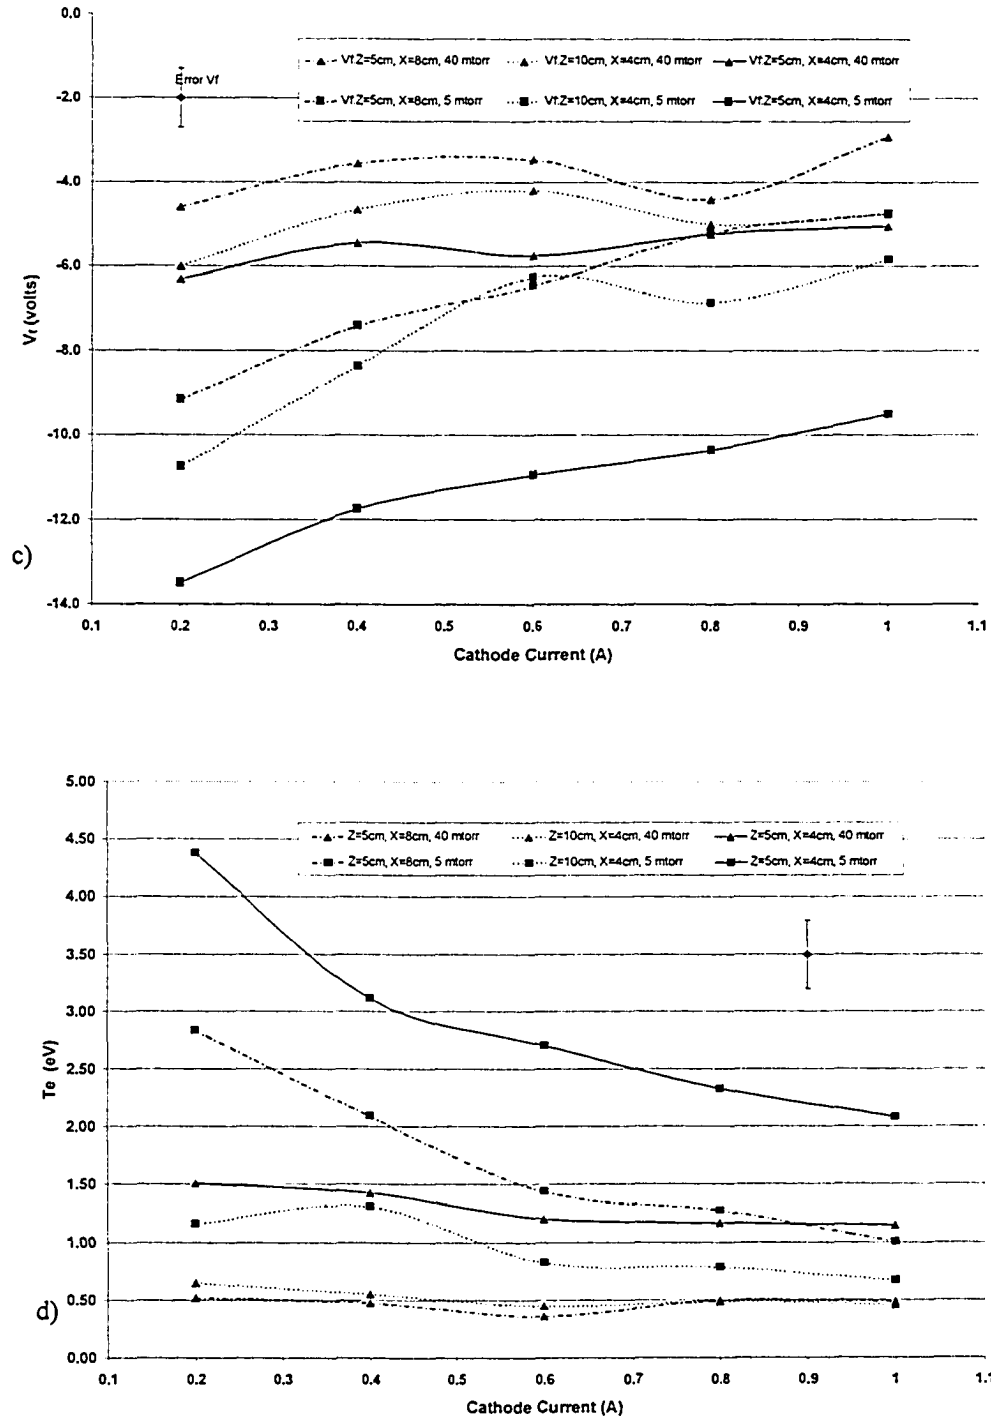 0.0
Vf.Z=5cm, X=8cm, 40 mtorr Vf.Z=10cm, X=4cm, 40 mtorr Vf.Z=5cm, X=4cm, 40 mtorr
Error Vf
-2.0
Vf.Z=5cm, X=8cm, 5 mtorr Vf.Z=10cm, X=4cm, 5 mtorr Vf.Z=5cm, X=4cm, 5 mtorr
-4.0
-6.0
Vf (volts)
-8.0
-10.0
-12.0
c)
-14.0
0.1 0.2 0.3 0.4 0.5 0.6 0.7 0.8 0.9 1 1.1
Cathode Current (A)
5.00
Z=5cm, X=8cm, 40 mtorr Z=10cm, X=4cm, 40 mtorr Z=5cm, X=4cm, 40 mtorr
4.50
Z=5cm, X=8cm, 5 mtorr Z=10cm, X=4cm, 5 mtorr Z=5cm, X=4cm, 5 mtorr
4.00
3.50
3.00
Te (eV)
2.50
2.00
1.50
1.00
0.50
d)
0.00
0.1 0.2 0.3 0.4 0.5 0.6 0.7 0.8 0.9 1 1.1
Cathode Current (A)